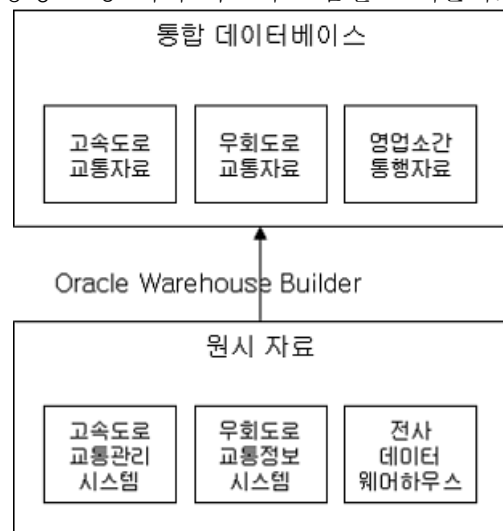 통합 데이터베이스
고속도로 우회도로 영업소간
교통자료 교통자료 통행자료
Oracle Warehouse Builder
원시 자료
고속도로 우회도로 전사
교통관리 교통정보 데이터
시스템 시스템 웨어하우스